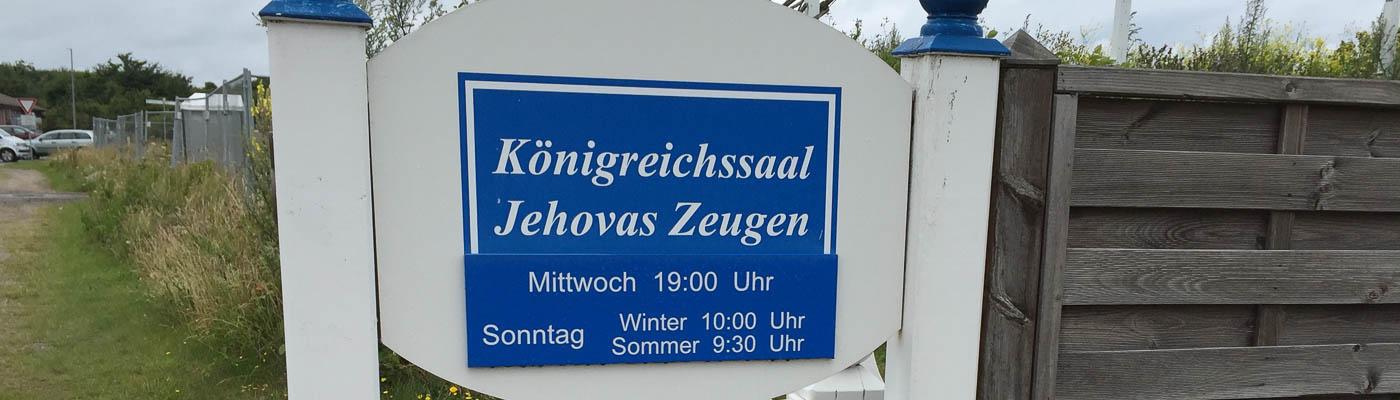 Königreichssaal
Jehovas Zeugen
Mittwoch 19:00 Uhr
Sonntag Winter 10:00 Uhr
Sommer 9:30 Uhr